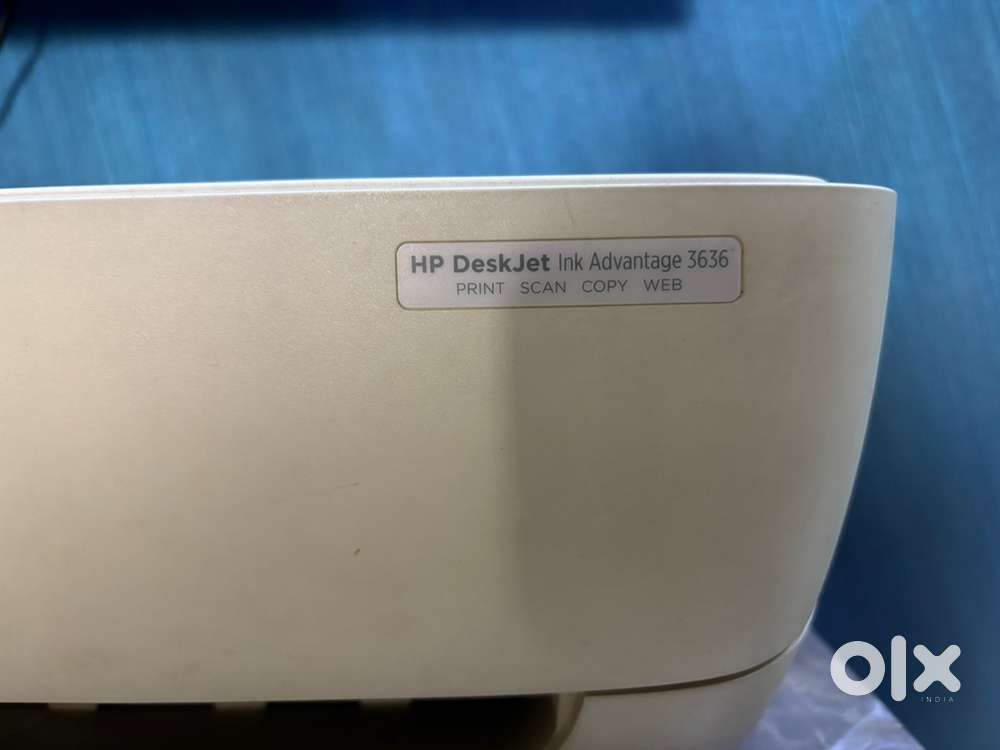 HP DeskJet Ink Advantage 3636
PRINT SCAN COPY WEB
olx
INDIA